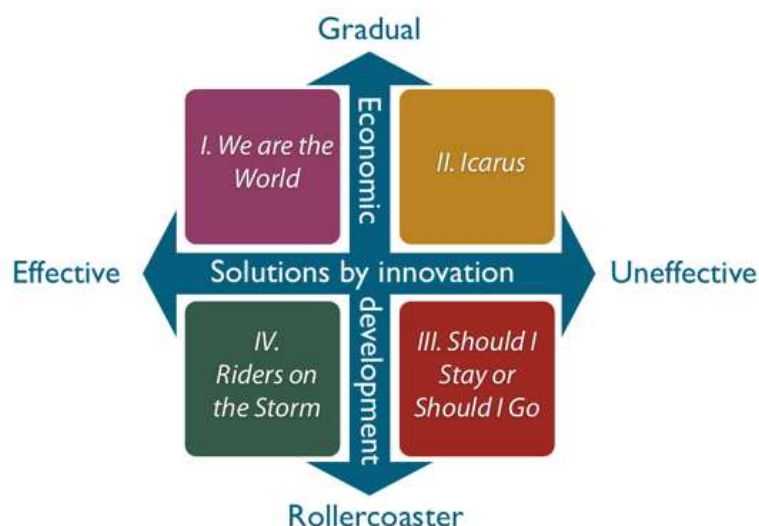 Gradual
Economic
I. We are the
World
II. Icarus
Effective
Solutions by innovation
Uneffective
development
IV.
Riders on
the Storm
III. Should I
Stay or
Should I Go
Rollercoaster